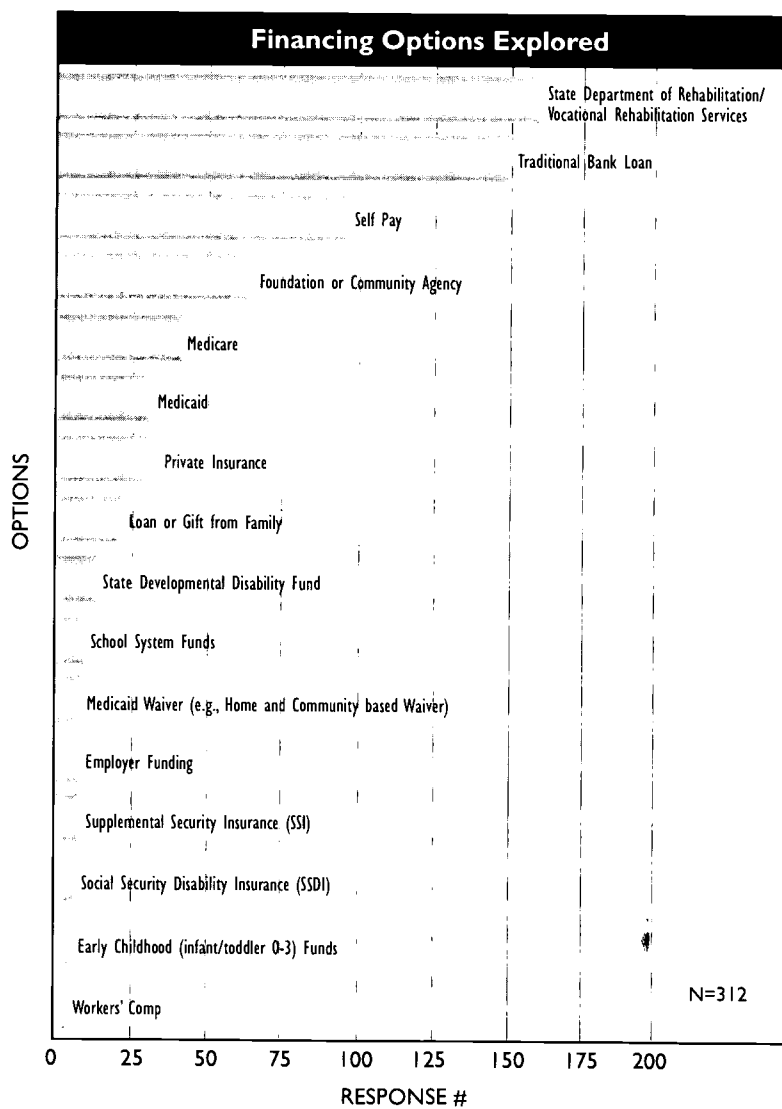 Financing Options Explored
State Department of Rehabilitation/
Vocational Rehabilitation Services
Traditional Bank Loan
Self Pay
Foundation or Community Agency
Medicare
Medicaid
Private Insurance
Loan or Gift from Family
State Developmental Disability Fund
School System Funds
Medicaid Waiver (e.g., Home and Community based Waiver)
Employer Funding
Supplemental Security Insurance (SSI)
Social Security Disability Insurance (SSDI)
Early Childhood (infant/toddler 0-3) Funds
Workers' Comp
N=312
OPTIONS
0 25 50 75 100 125 150 175 200
RESPONSE #